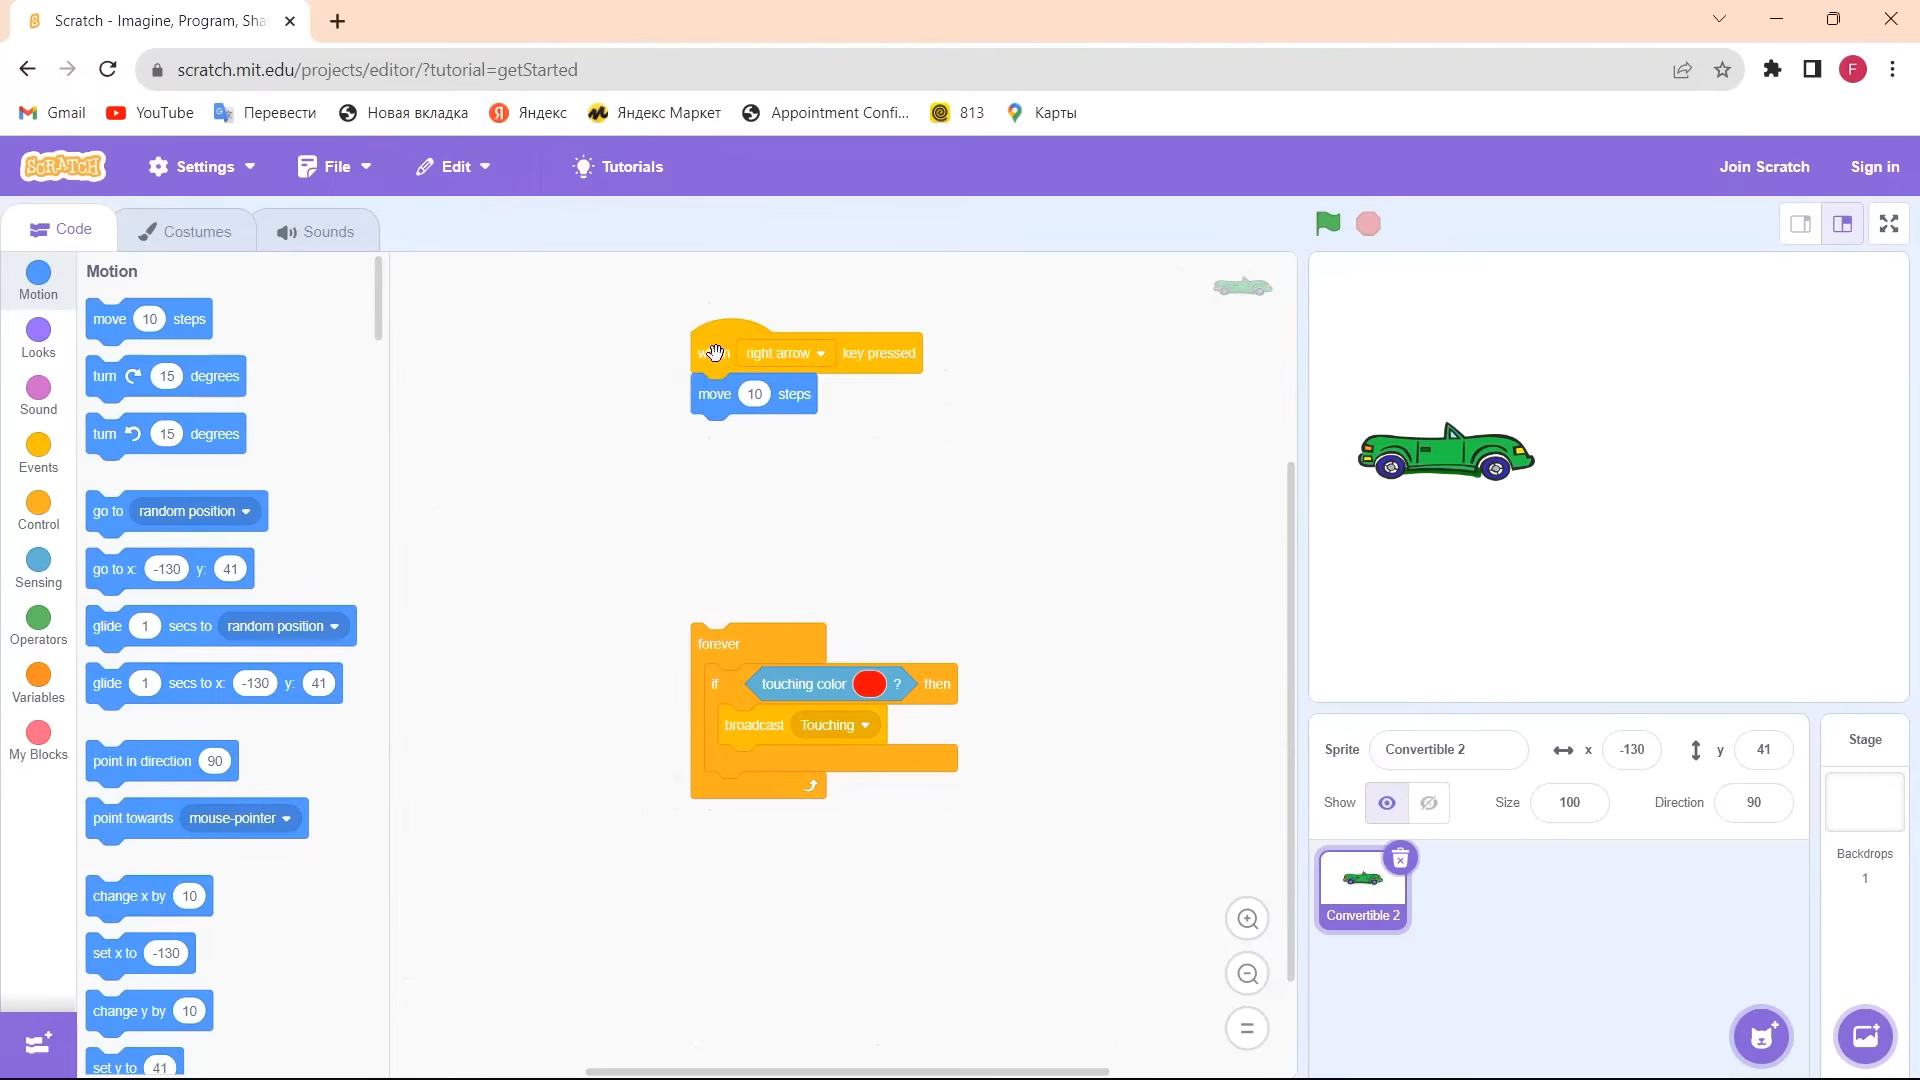 Scratch - Imagine, Program, Sha
scratch.mit.edu/projects/editor/?tutorial=getStarted
F
Gmail YouTube Перевести Новая вкладка Яндекс Яндекс Маркет Appointment Confi... 813 Карты
SCRATCH Settings File Edit Tutorials Join Scratch Sign in
Code Costumes Sounds
Motion
Looks
Sound
Events
Control
Sensing
Operators
Variables
My Blocks
Motion
move 10 steps
turn 15 degrees
turn 15 degrees
go to random position
go to x: -130 y: 41
glide 1 secs to random position
glide 1 secs to x: -130 y: 41
point in direction 90
point towards mouse-pointer
change x by 10
set x to -130
change y by 10
set y to 41
right arrow key pressed
move 10 steps
forever
if touching color ? then
broadcast Touching
Sprite Convertible 2 x -130 y 41
Show Size 100 Direction 90
Convertible 2
Stage
Backdrops
1